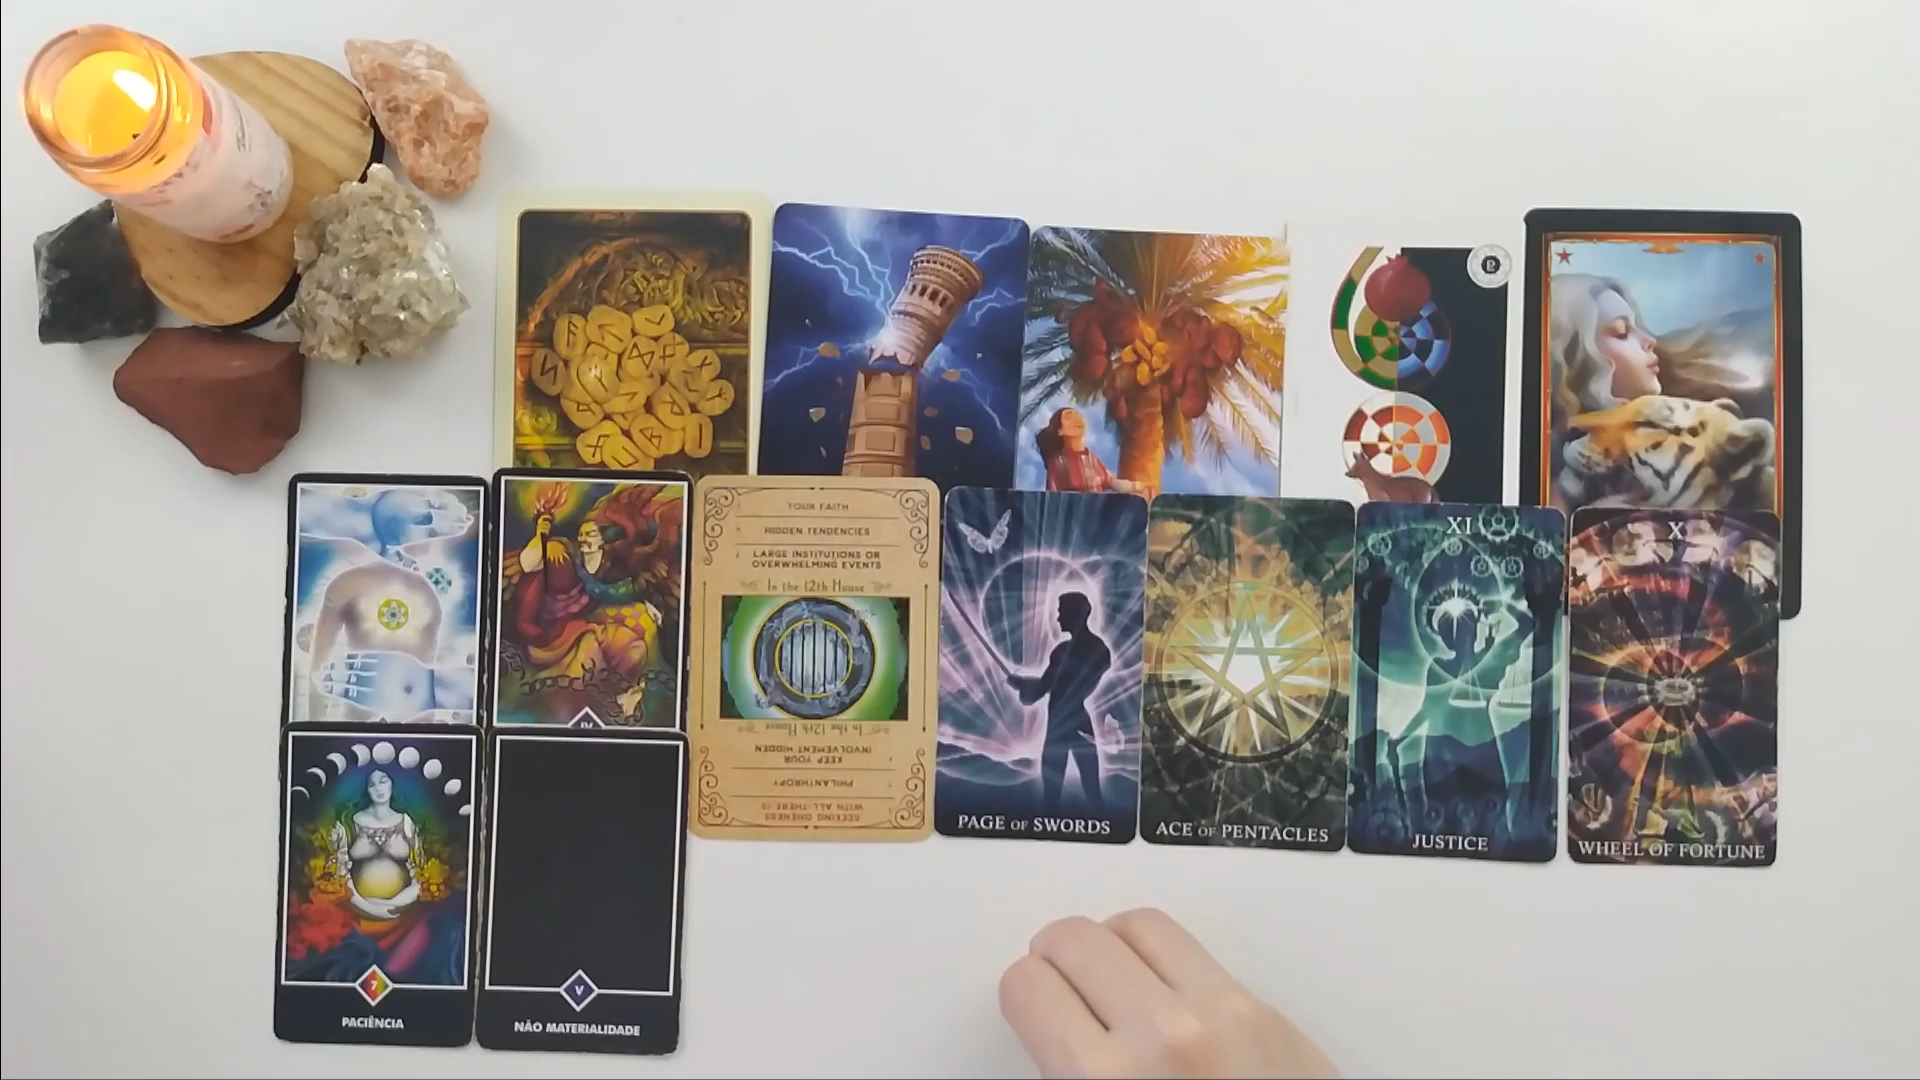 YOUR FAITH
HIDDEN TENDENCIES
LARGE INSTITUTIONS OR
OVERWHELMING EVENTS
In the 12th House
In the 12th House
KEEP YOUR
INVOLVEMENT HIDDEN
PHILANTHROPY
SEEKING ONENESS
WITH ALL THERE IS
PAGE OF SWORDS
ACE OF PENTACLES
XI
JUSTICE
X
WHEEL OF FORTUNE
IV
7
PACIÊNCIA
V
NÃO MATERIALIDADE